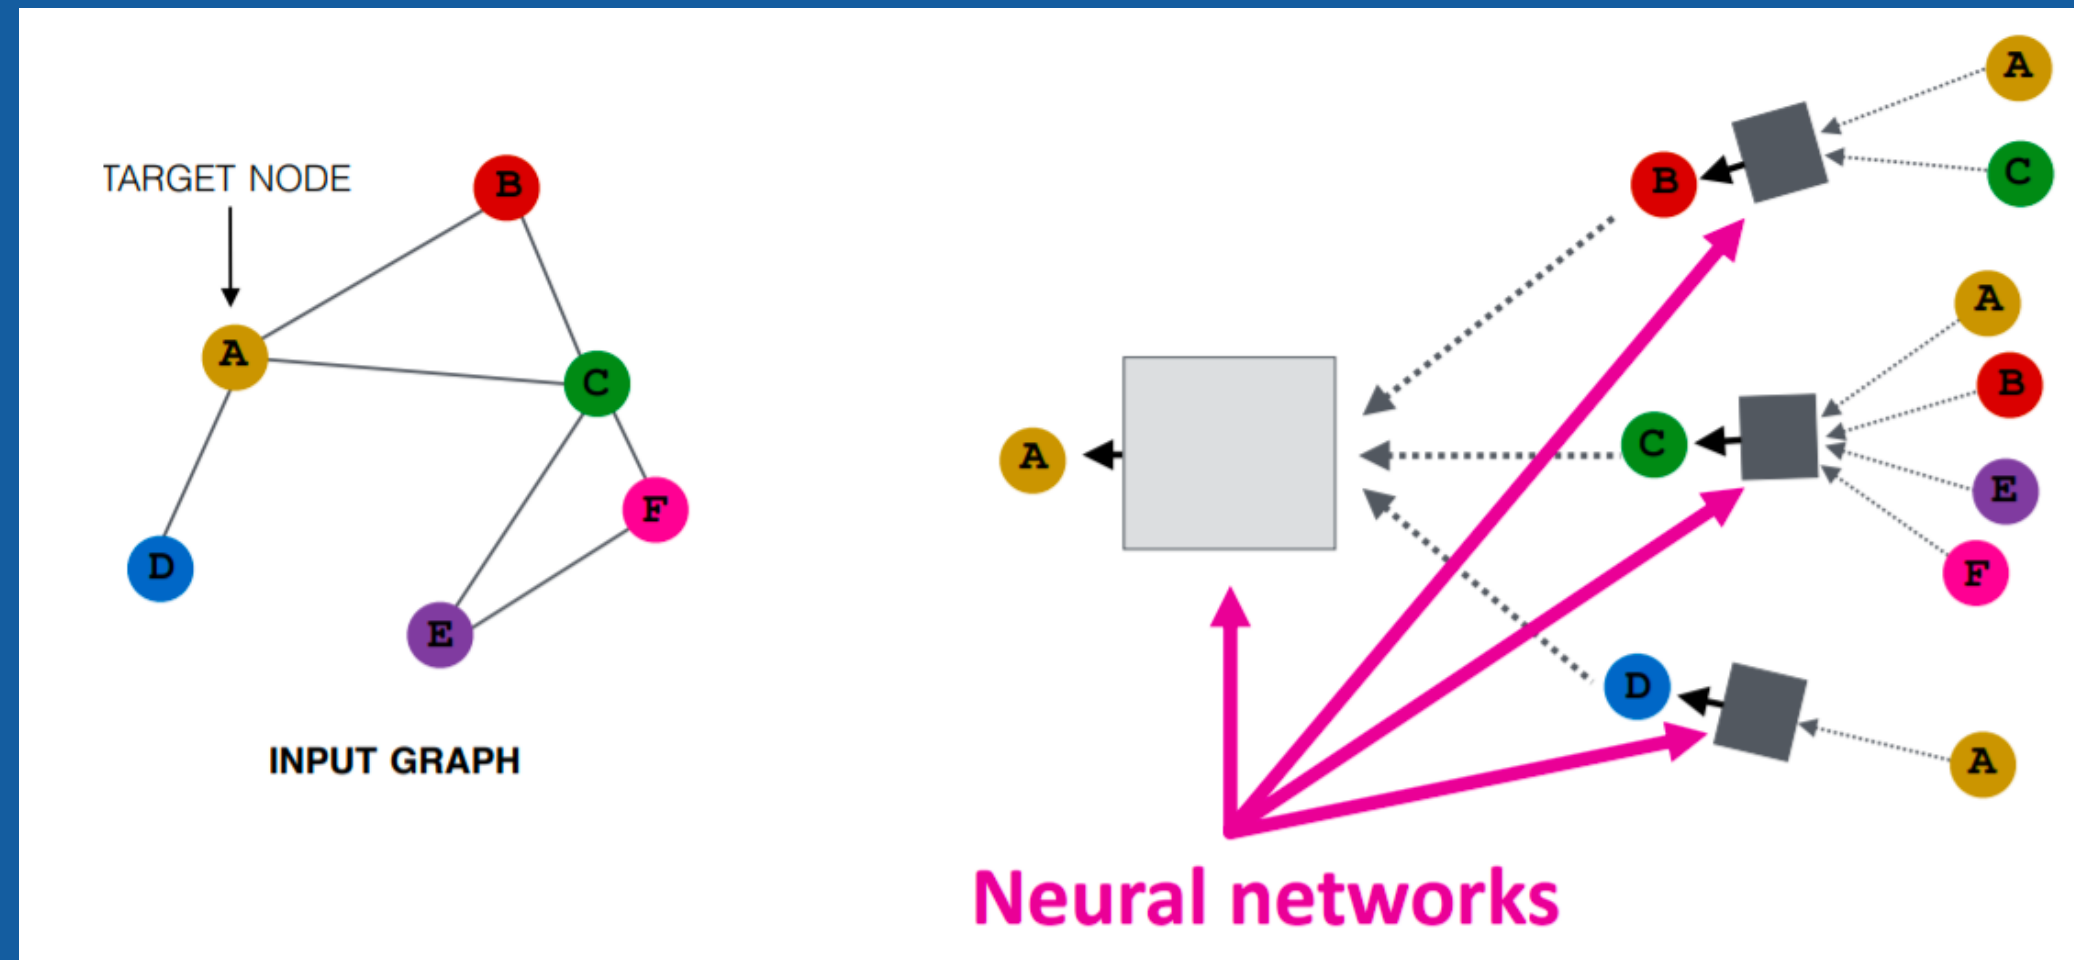 TARGET NODE
B
A
C
F
D
E
INPUT GRAPH
A
C
B
A
B
C
A
E
F
D
A
Neural networks